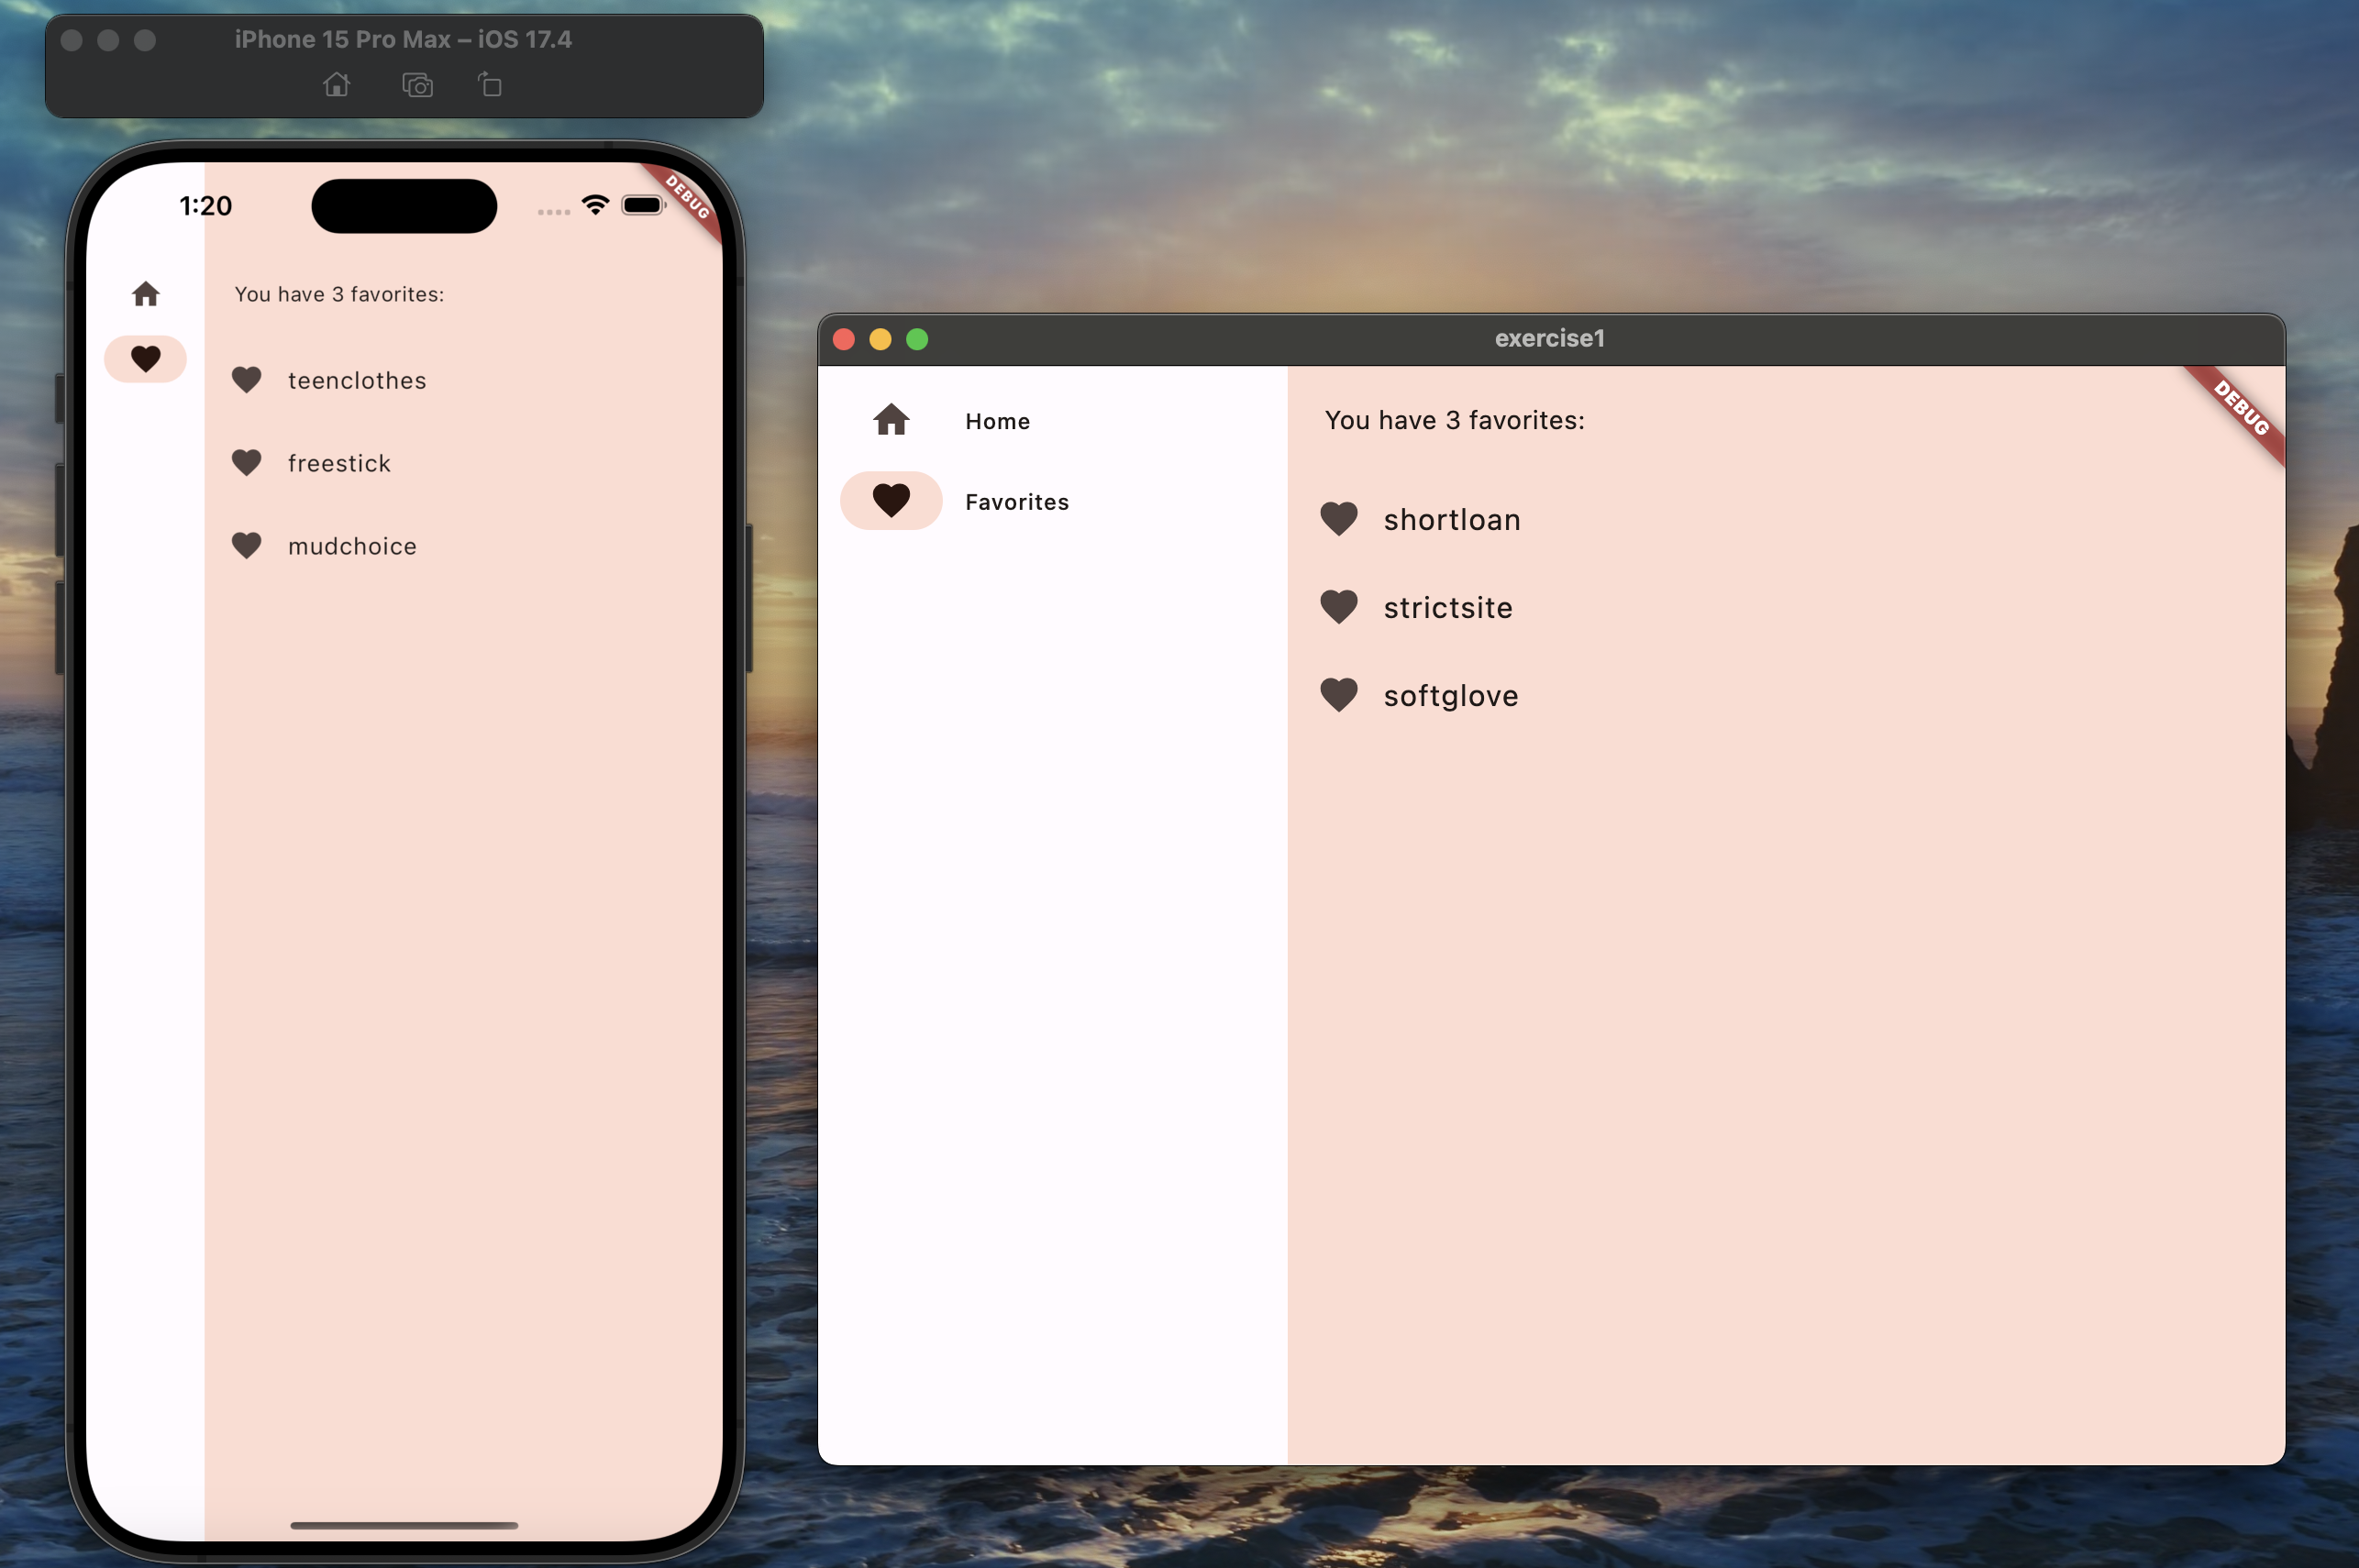 iPhone 15 Pro Max – iOS 17.4
1:20
DEBUG
You have 3 favorites:
teenclothes
freestick
mudchoice
exercise1
DEBUG
Home
Favorites
You have 3 favorites:
shortloan
strictsite
softglove